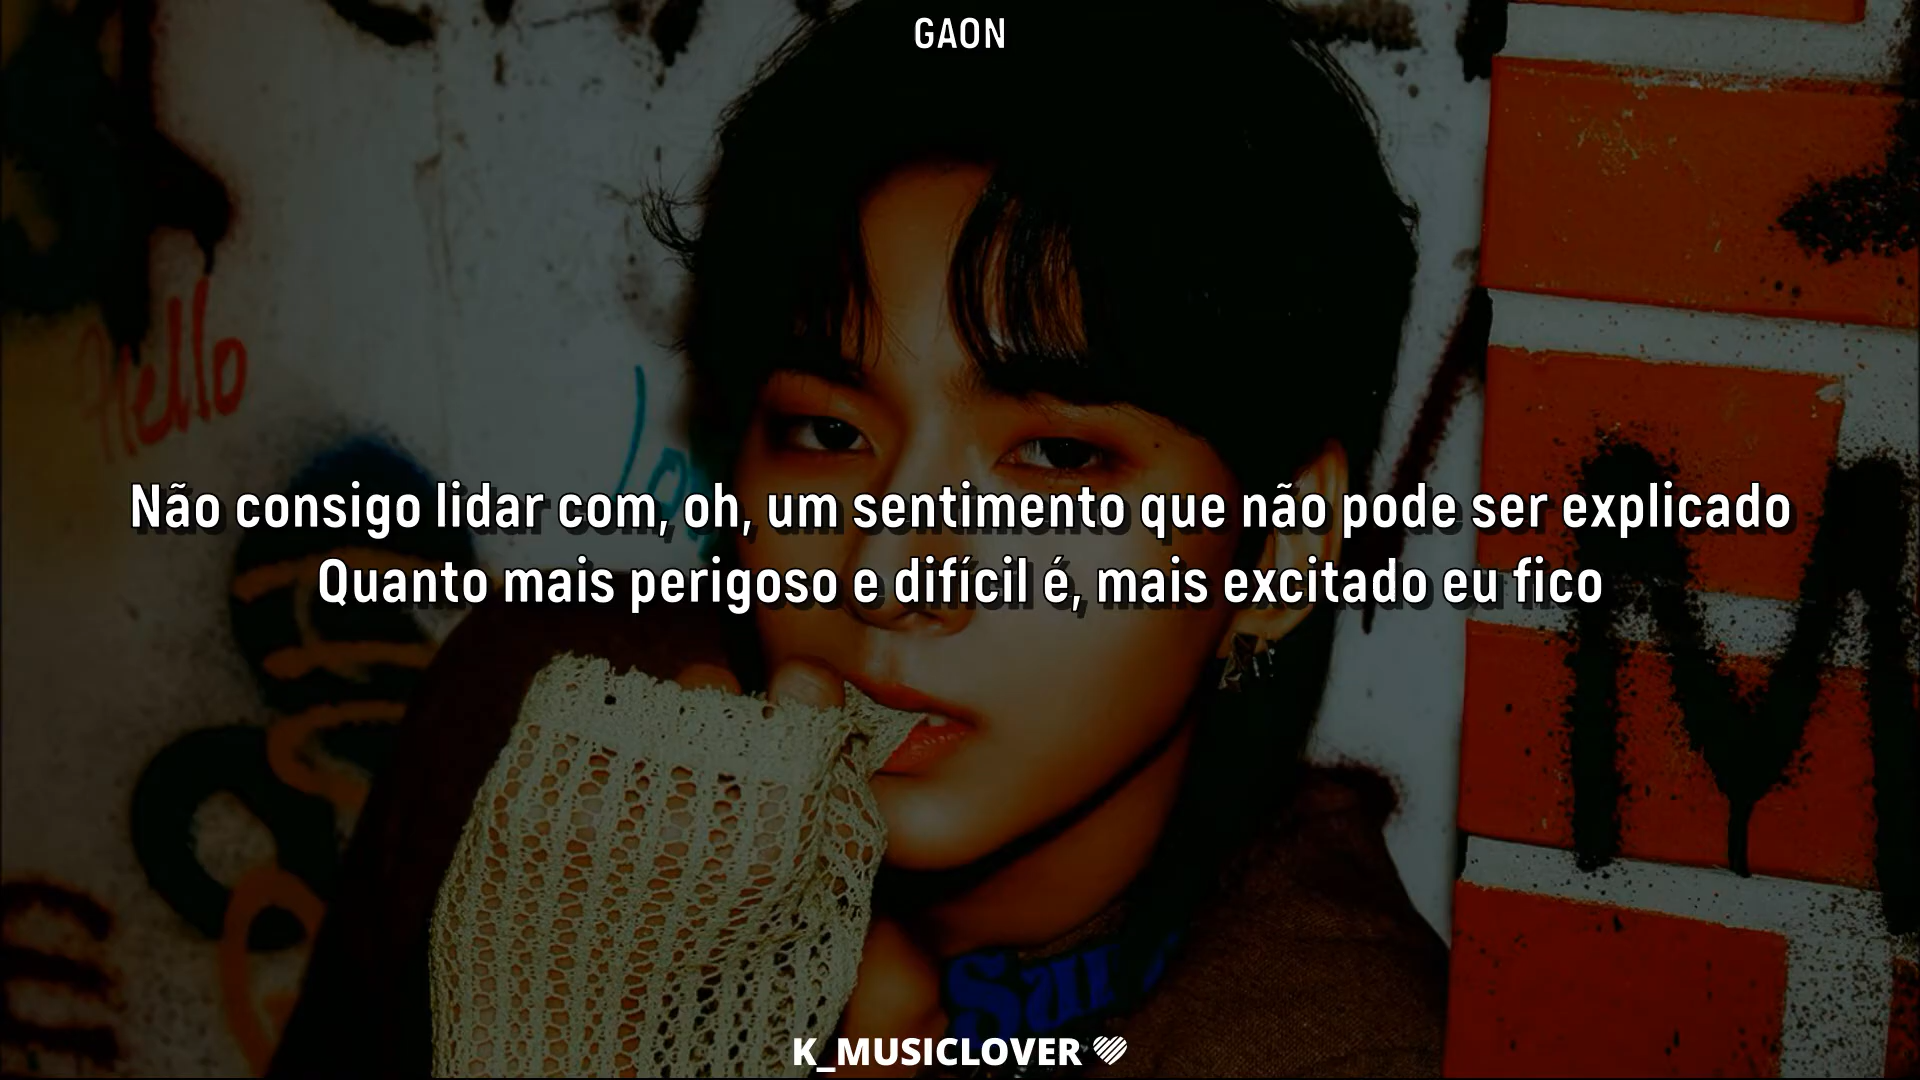 GAON
Hello
Não consigo lidar com, oh, um sentimento que não pode ser explicado
Quanto mais perigoso e difícil é, mais excitado eu fico
K_MUSICLOVER